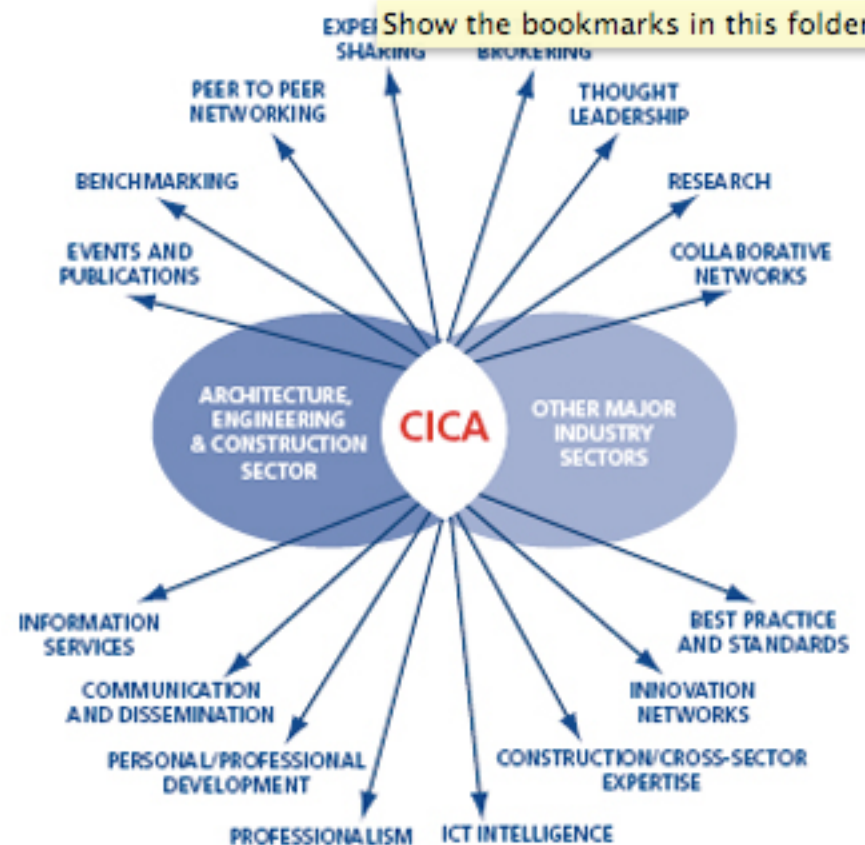 Show the bookmarks in this folder
SHARING
BROKERING
PEER TO PEER
NETWORKING
THOUGHT
LEADERSHIP
BENCHMARKING
RESEARCH
EVENTS AND
PUBLICATIONS
COLLABORATIVE
NETWORKS
ARCHITECTURE,
ENGINEERING
& CONSTRUCTION
SECTOR
CICA
OTHER MAJOR
INDUSTRY
SECTORS
INFORMATION
SERVICES
BEST PRACTICE
AND STANDARDS
COMMUNICATION
AND DISSEMINATION
INNOVATION
NETWORKS
PERSONAL/PROFESSIONAL
DEVELOPMENT
CONSTRUCTION/CROSS-SECTOR
EXPERTISE
PROFESSIONALISM
ICT INTELLIGENCE